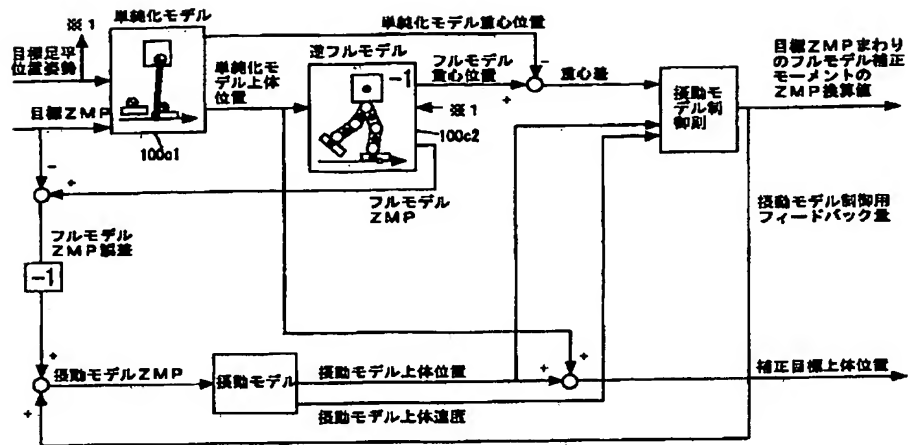 ※1
単純化モデル
目標足平
位置姿勢
目標ZMP
100a1
単純化モデル重心位置
単純化モ
デル上体
位置
逆フルモデル
-1
フルモデル
重心位置
※1
100c2
重心差
摂動モ
デル制
御則
目標ZMPまわり
のフルモデル補正
モーメントの
ZMP換算値
フルモデル
ZMP
摂動モデル制御用
フィードバック量
フルモデル
ZMP誤差
-1
摂動モデルZMP
摂動モデル
摂動モデル上体位置
摂動モデル上体速度
補正目標上体位置
-
+
-
+
+
+
+
+